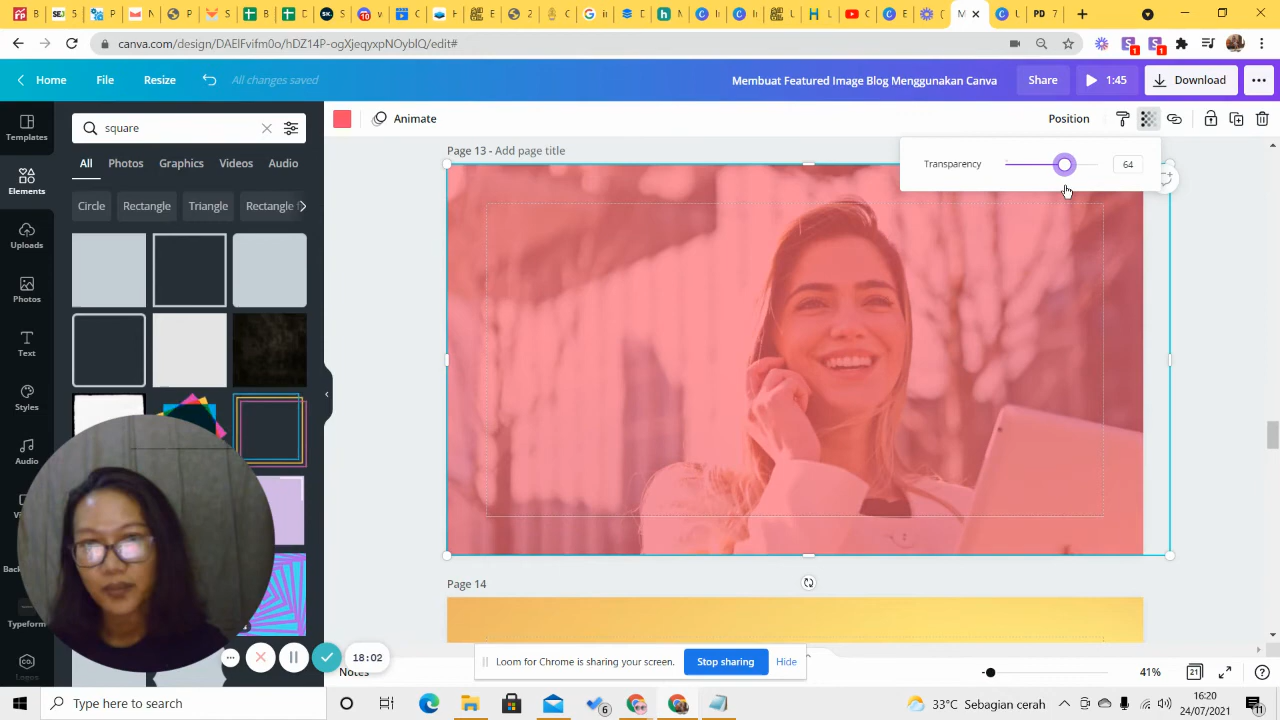 canva.com/design/DAElFvifm0o/hDZ14P-ogXjeqyxpNOyblQ/edit#
Home
File
Resize
All changes saved
Membuat Featured Image Blog Menggunakan Canva
Share
1:45
Download
Templates
Elements
Uploads
Photos
Text
Styles
Audio
Typeform
Logos
square
All
Photos
Graphics
Videos
Audio
Circle
Rectangle
Triangle
Rectangle
Animate
Position
Page 13 - Add page title
Transparency
64
Page 14
18:02
Loom for Chrome is sharing your screen.
Stop sharing
Hide
Notes
41%
21
Type here to search
6
33°C Sebagian cerah
16:20
24/07/2021
11